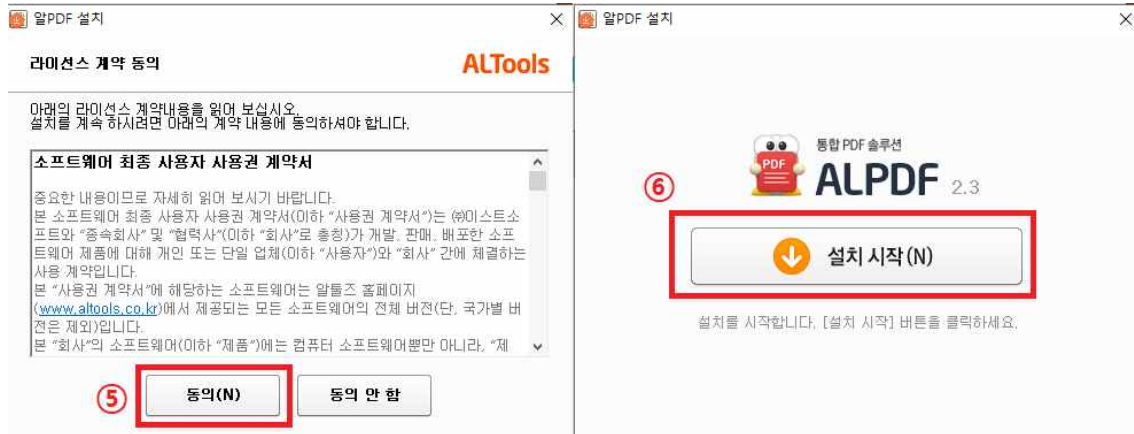 알PDF 설치
라이선스 계약 동의
ALTools
아래의 라이선스 계약내용을 읽어 보십시오.
설치를 계속 하시려면 아래의 계약 내용에 동의하셔야 합니다.
소프트웨어 최종 사용자 사용권 계약서
중요한 내용이므로 자세히 읽어 보시기 바랍니다.
본 소프트웨어 최종 사용자 사용권 계약서(이하 “사용권 계약서”)는 ㈜이스트소
프트와 “종속회사” 및 “협력사”(이하 “회사”로 총칭)가 개발, 판매, 배포한 소프
트웨어 제품에 대해 개인 또는 단일 업체(이하 “사용자”)와 “회사” 간에 체결하는
사용 계약입니다.
본 “사용권 계약서”에 해당하는 소프트웨어는 알툴즈 홈페이지
(www.altools.co.kr)에서 제공되는 모든 소프트웨어의 전체 버전(단, 국가별 버
전은 제외)입니다.
본 “회사”의 소프트웨어(이하 “제품”)에는 컴퓨터 소프트웨어뿐만 아니라, “제
⑤
동의(N)
동의 안 함
알PDF 설치
PDF
통합 PDF 솔루션
ALPDF 2.3
⑥
설치 시작(N)
설치를 시작합니다. [설치 시작] 버튼을 클릭하세요.